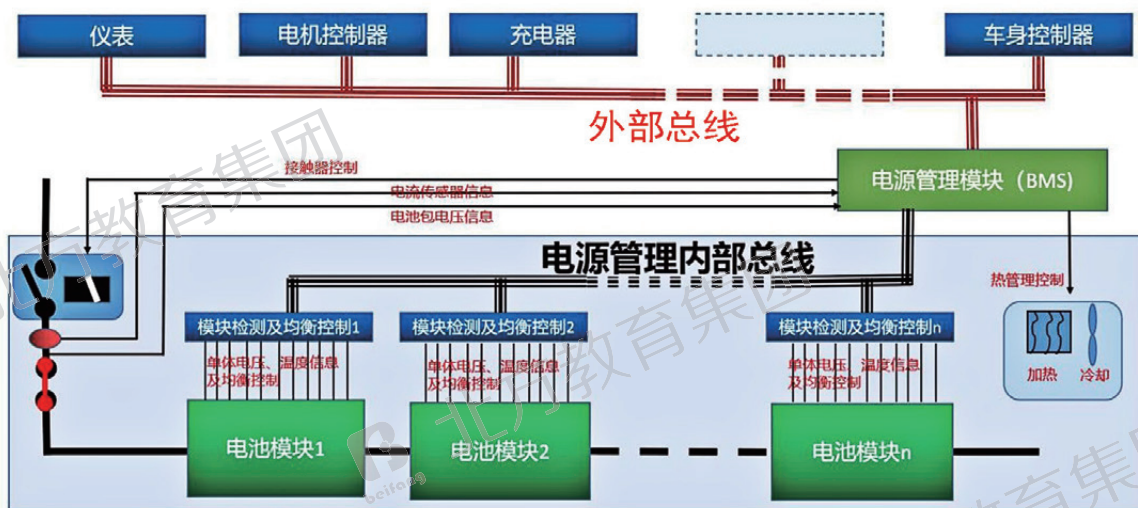 仪表
电机控制器
充电器
车身控制器
外部总线
电源管理模块（BMS)
接触器控制
电流传感器信息
电池包电压信息
电源管理内部总线
热管理控制
模块检测及均衡控制1
模块检测及均衡控制2
模块检测及均衡控制n
单体电压、温度信息
及均衡控制
单体电压、温度信息
及均衡控制
单体电压、温度信息
及均衡控制
加热
冷却
电池模块1
电池模块2
电池模块n
北方教育集团
北方教育集团
beifang
北方教育集团